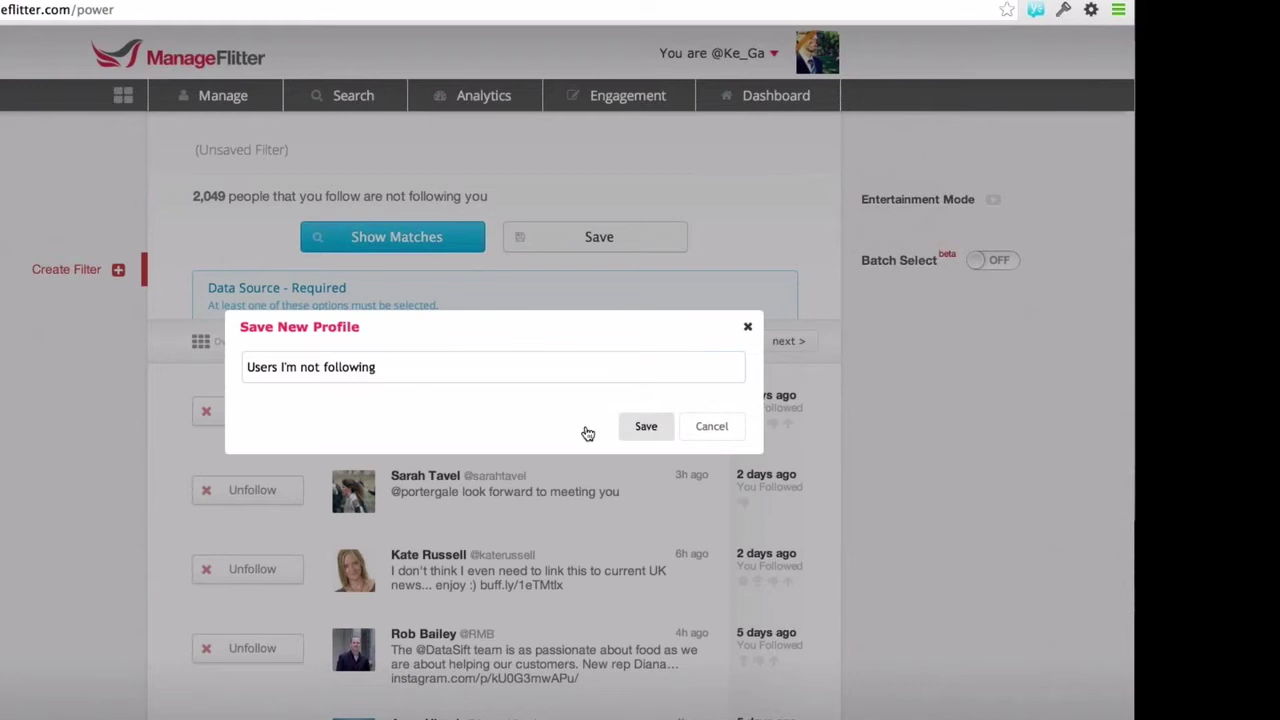 eflitter.com/power
ManageFlitter
You are @Ke_Ga
Manage
Search
Analytics
Engagement
Dashboard
(Unsaved Filter)
2,049 people that you follow are not following you
Show Matches
Save
Entertainment Mode
Batch Select beta
OFF
Create Filter
Data Source - Required
At least one of these options must be selected.
next >
Save New Profile
Users I'm not following
Save
Cancel
ago
Unfollow
Sarah Tavel @sarahtavel
3h ago
@portergale look forward to meeting you
2 days ago
You Followed
Unfollow
Kate Russell @katerussell
6h ago
I don't think I even need to link this to current UK
news... enjoy :) buff.ly/1eTMtlx
2 days ago
You Followed
Unfollow
Rob Bailey @RMB
4h ago
The @DataSift team is as passionate about food as we
are about helping our customers. New rep Diana...
instagram.com/p/kU0G3mwAPu/
5 days ago
You Followed